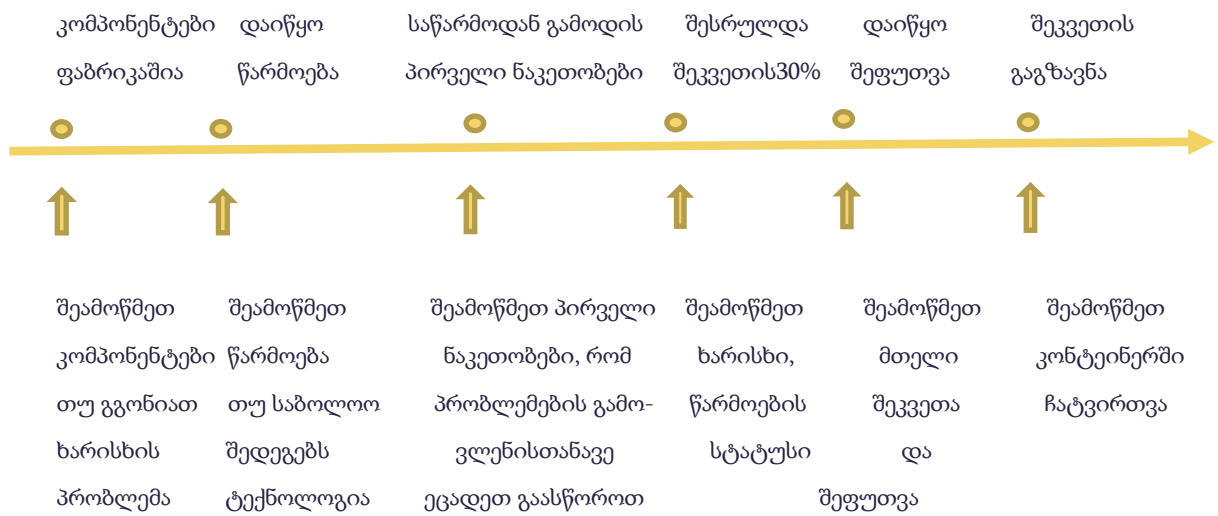 კომპონენტები
ფაბრიკაშია
დაიწყო
წარმოება
საწარმოდან გამოდის
პირველი ნაკეთობები
შესრულდა
შეკვეთის30%
დაიწყო
შეფუთვა
შეკვეთის
გაგზავნა
შეამოწმეთ
კომპონენტები
თუ გგონიათ
ხარისხის
პრობლემა
შეამოწმეთ
წარმოება
თუ საბოლოო
შედეგებს
ტექნოლოგია
შეამოწმეთ პირველი
ნაკეთობები, რომ
პრობლემების გამო-
ვლენისთანავე
ეცადეთ გაასწოროთ
შეამოწმეთ
ხარისხი,
წარმოების
სტატუსი
შეამოწმეთ
მთელი
შეკვეთა
და
შეფუთვა
შეამოწმეთ
კონტეინერში
ჩატვირთვა